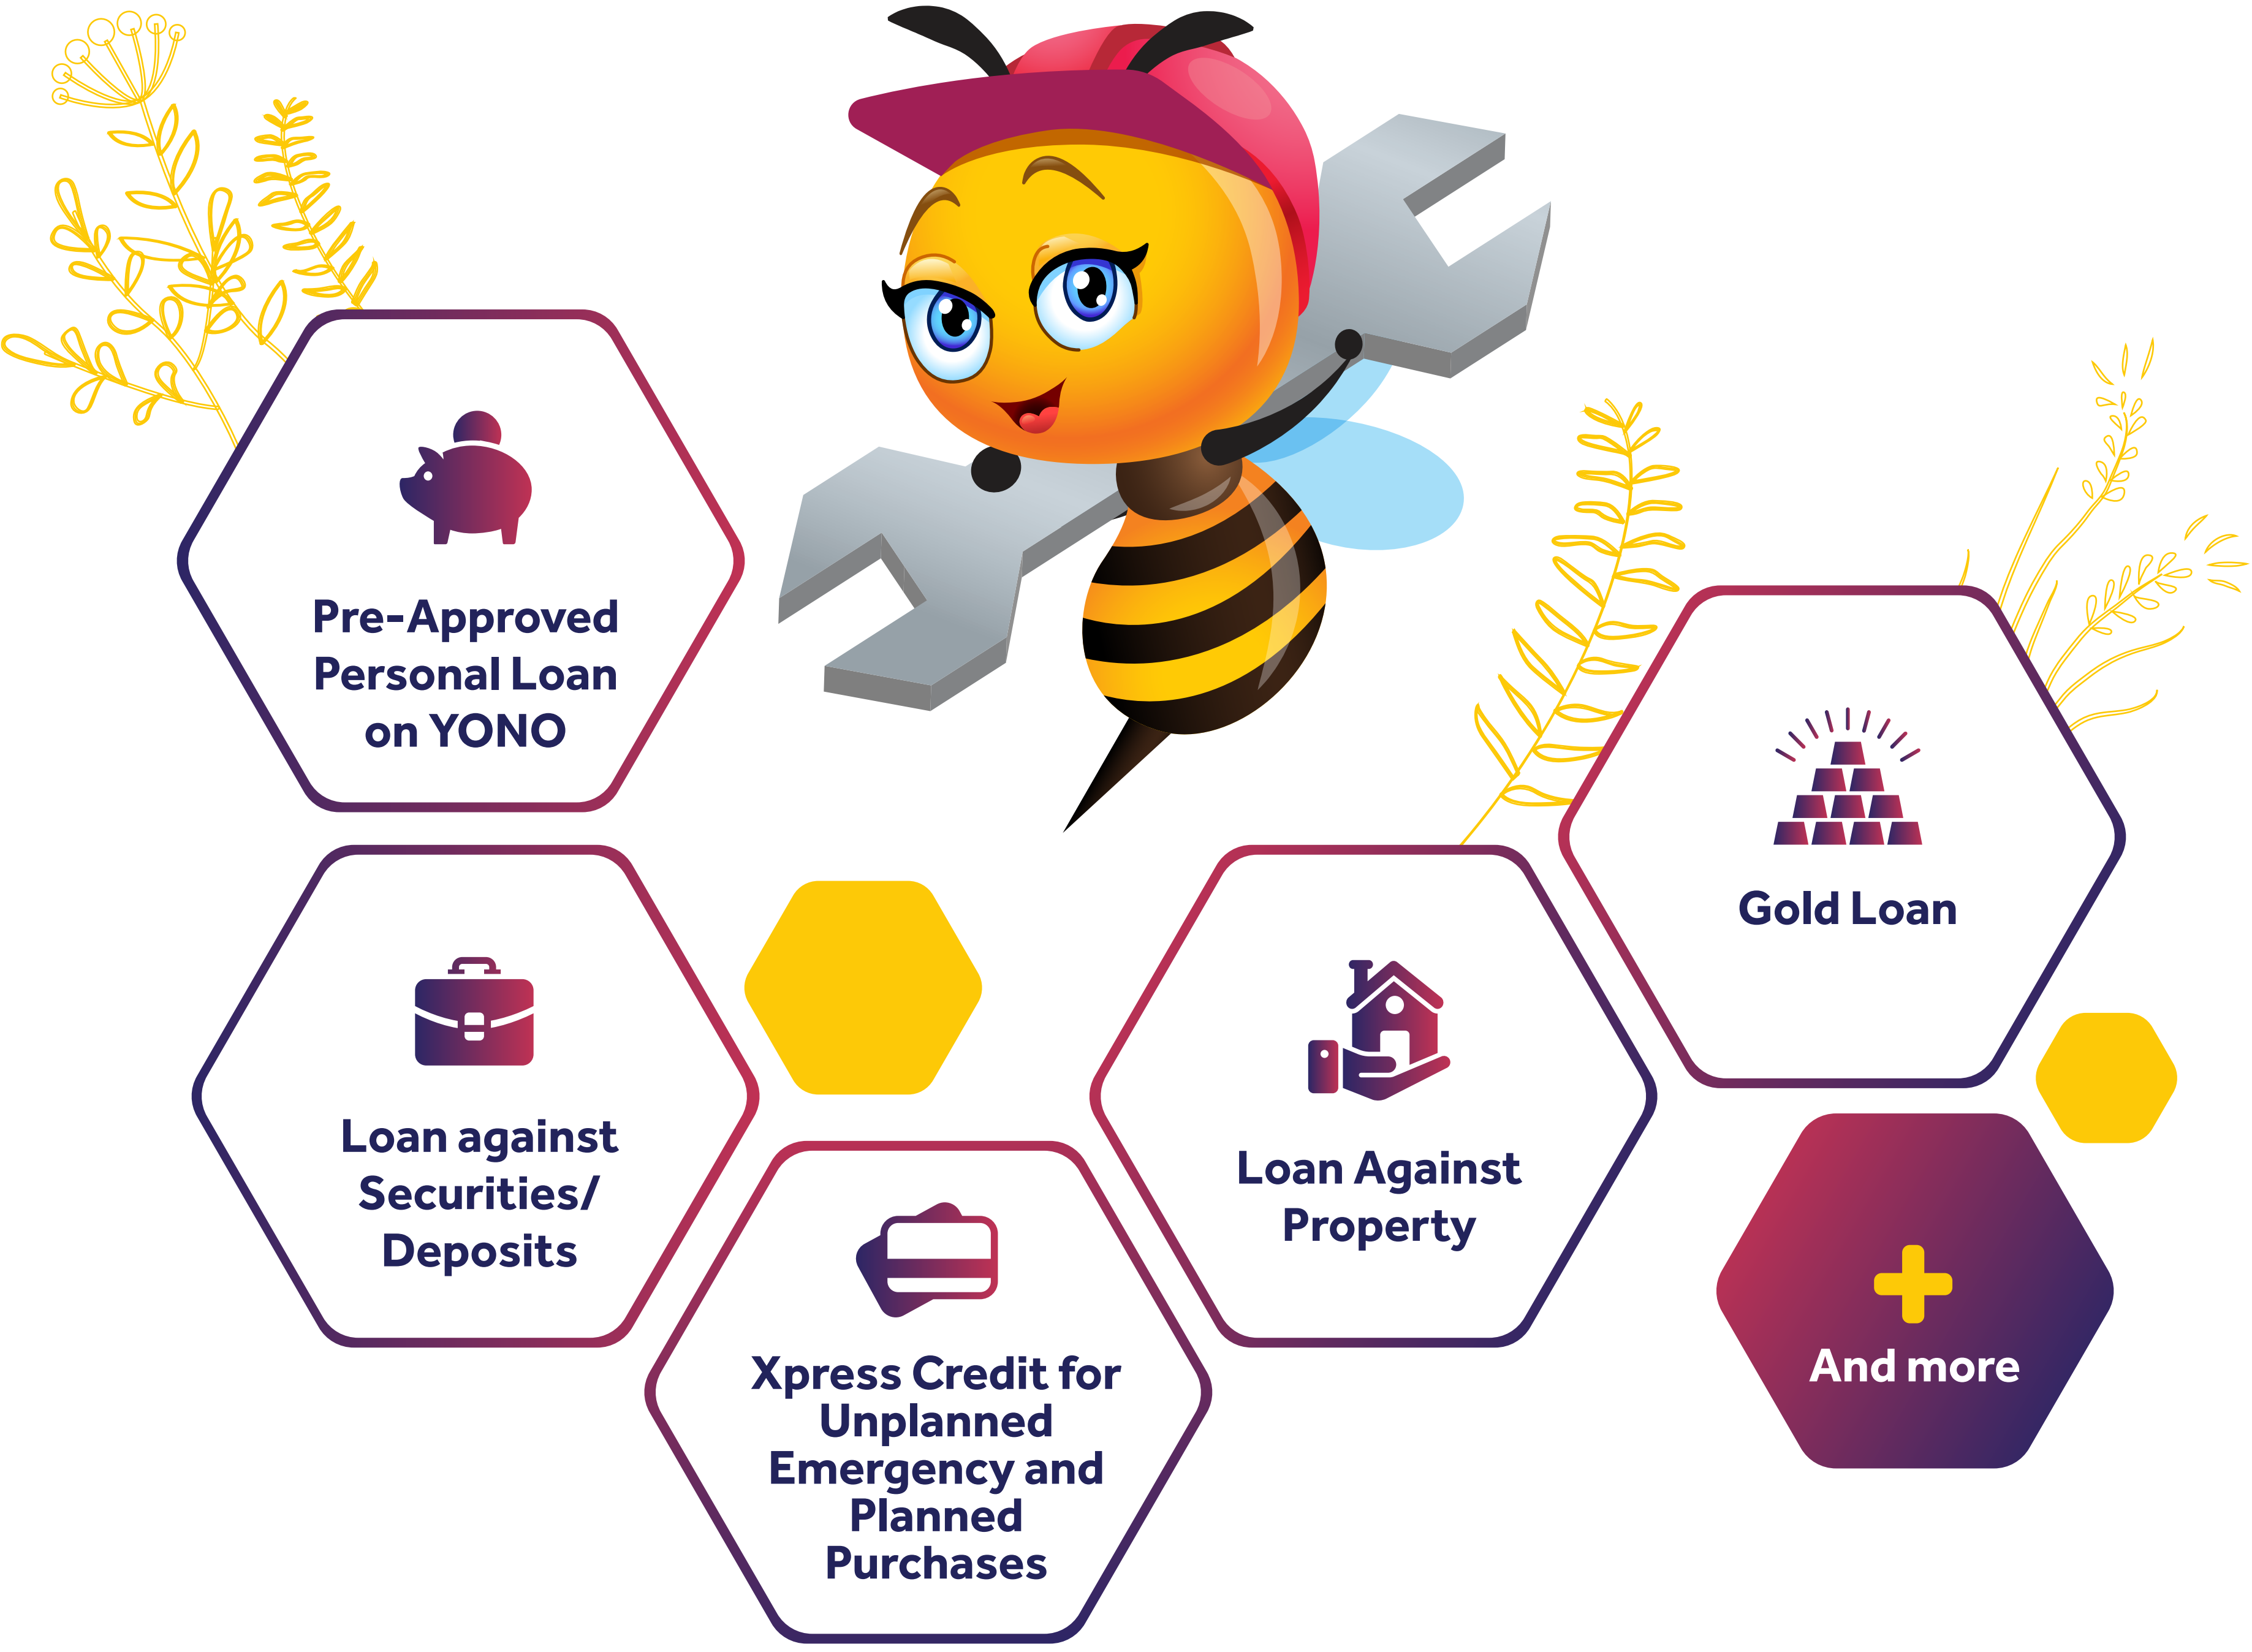 Pre-Approved
Personal Loan
on YONO
Loan against
Securities/
Deposits
Xpress Credit for
Unplanned
Emergency and
Planned
Purchases
Loan Against
Property
Gold Loan
And more